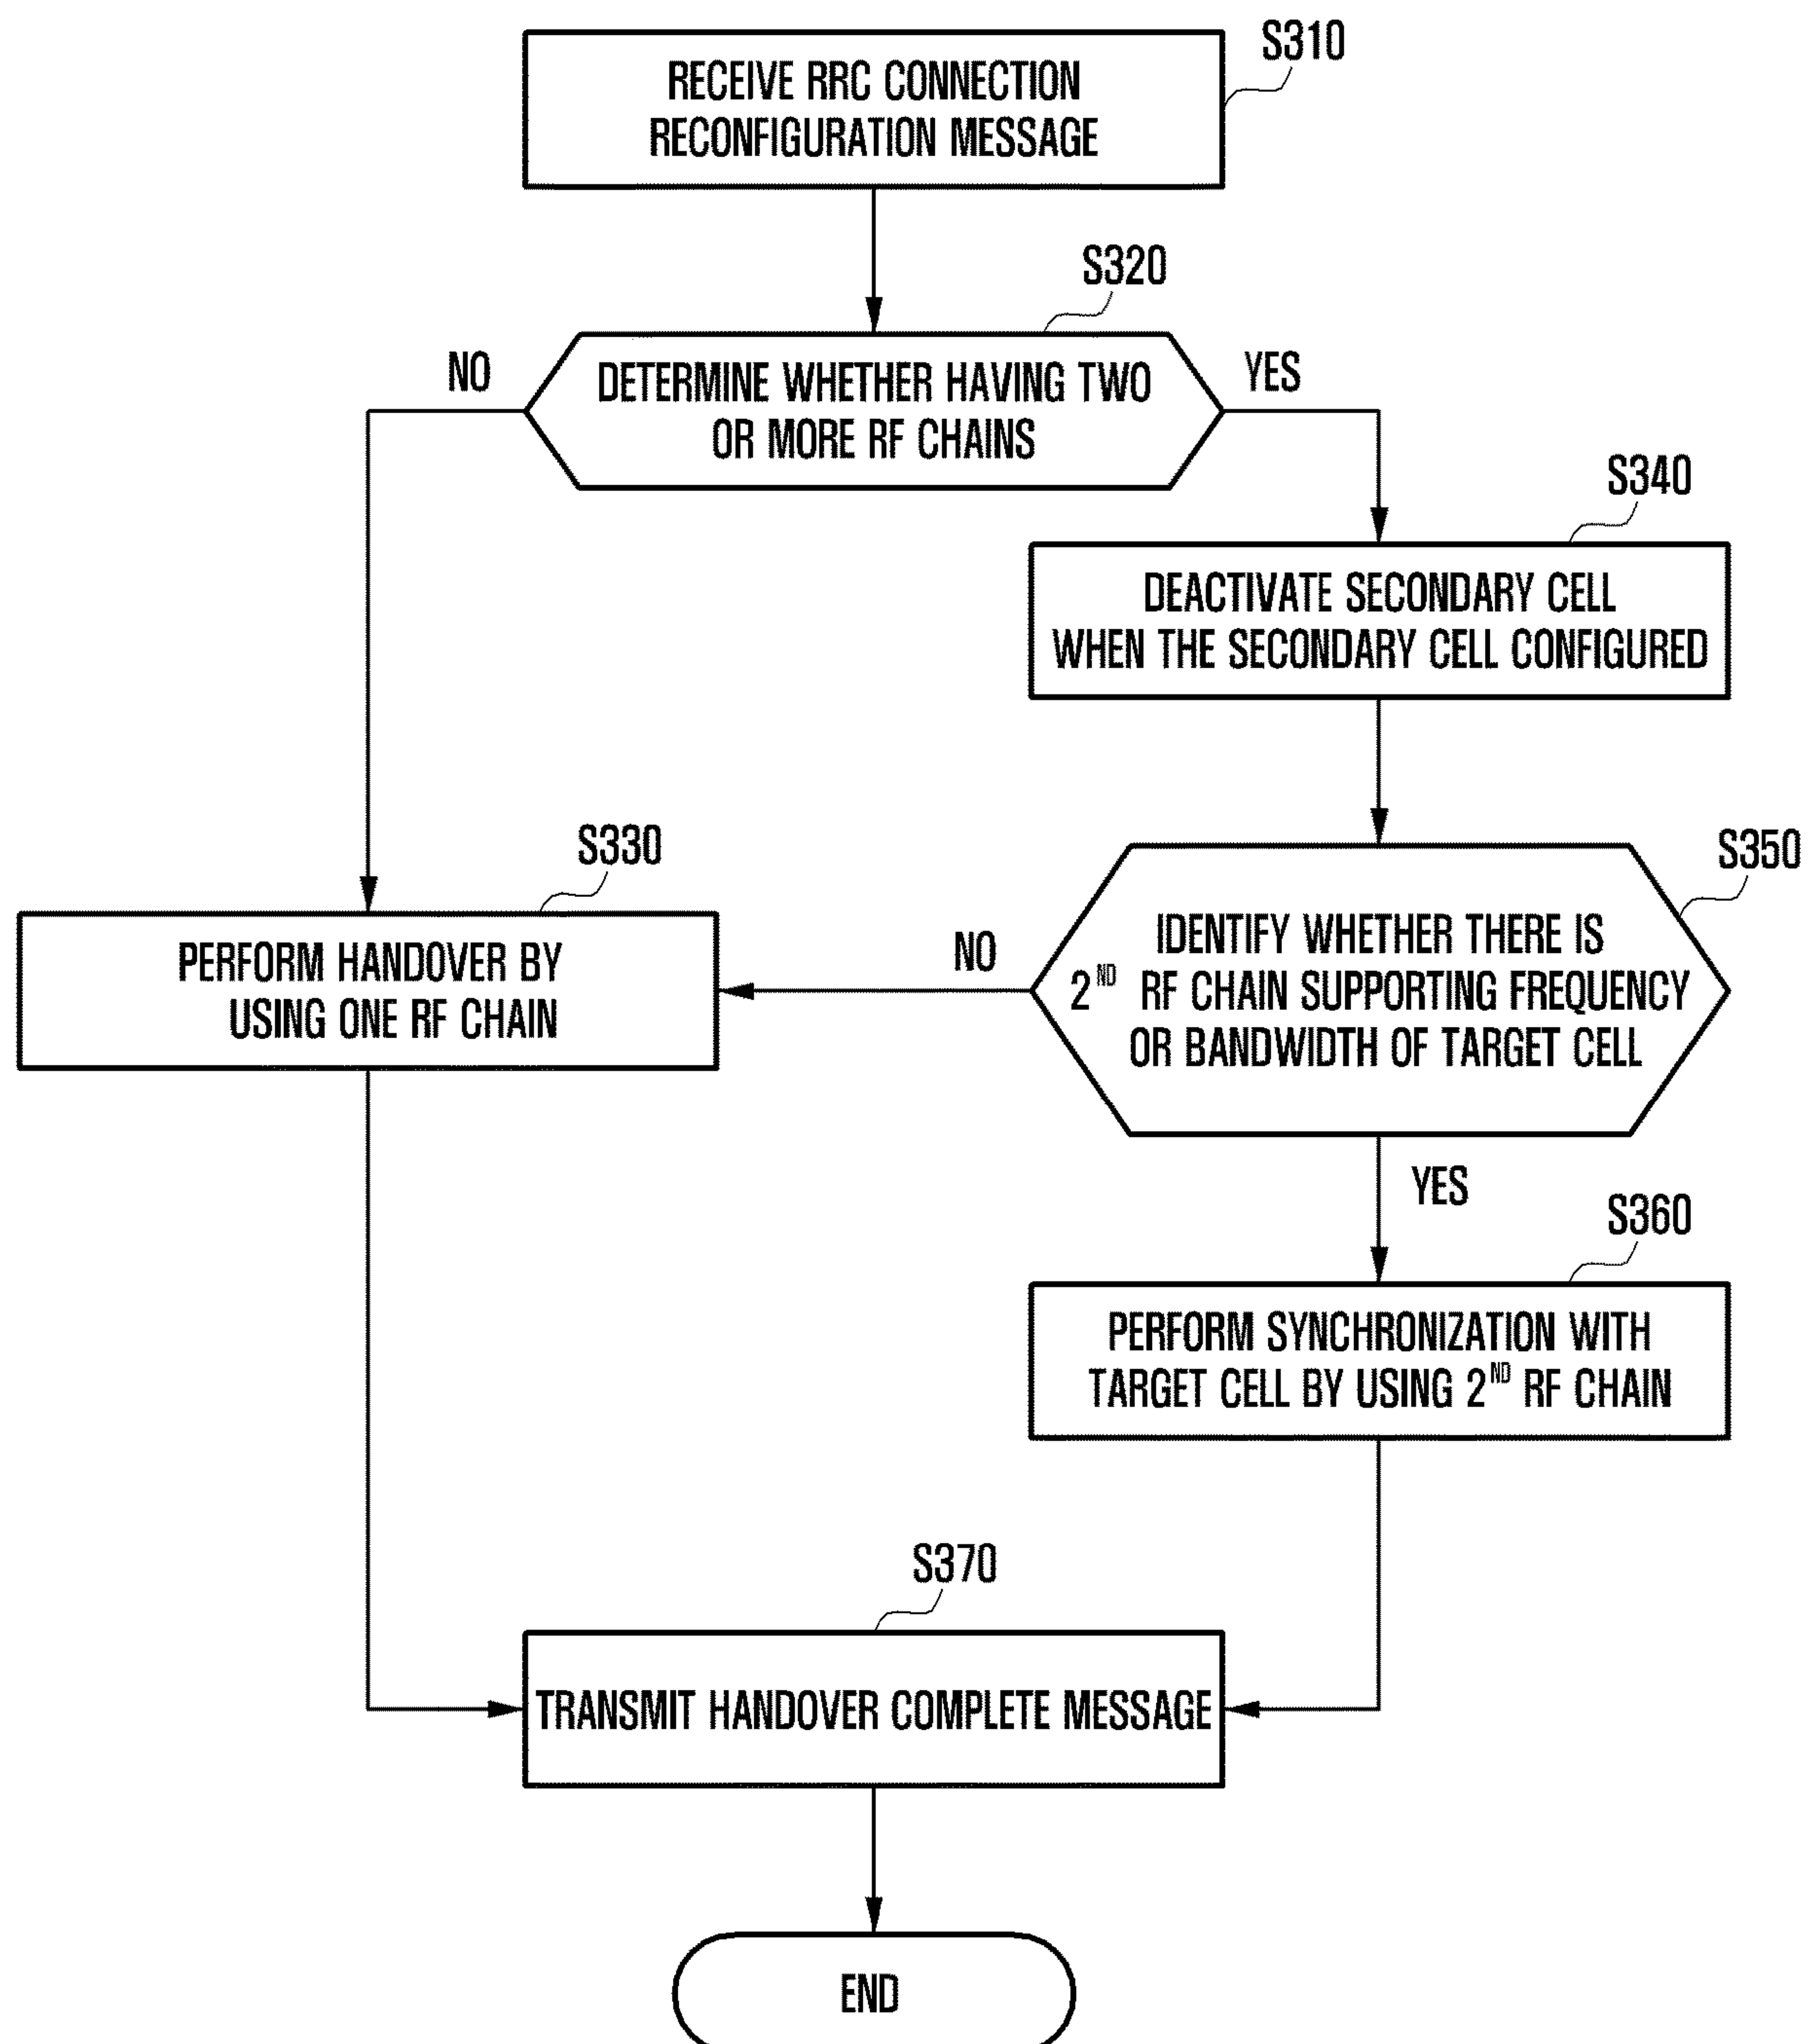 S310
RECEIVE RRC CONNECTION
RECONFIGURATION MESSAGE
S320
NO
DETERMINE WHETHER HAVING TWO
OR MORE RF CHAINS
YES
S340
DEACTIVATE SECONDARY CELL
WHEN THE SECONDARY CELL CONFIGURED
S330
PERFORM HANDOVER BY
USING ONE RF CHAIN
S350
NO
IDENTIFY WHETHER THERE IS
2ND RF CHAIN SUPPORTING FREQUENCY
OR BANDWIDTH OF TARGET CELL
YES
S360
PERFORM SYNCHRONIZATION WITH
TARGET CELL BY USING 2ND RF CHAIN
S370
TRANSMIT HANDOVER COMPLETE MESSAGE
END